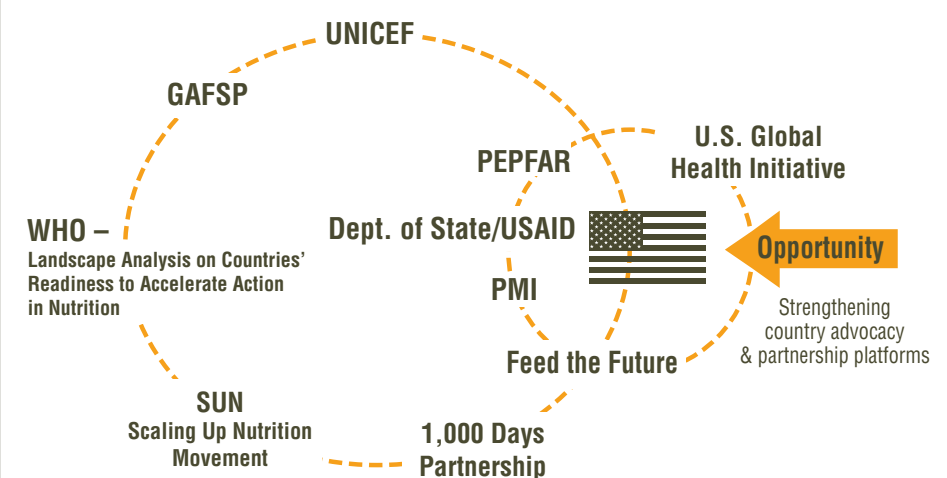 UNICEF
GAFSP
U.S. Global
Health Initiative
PEPFAR
WHO –
Landscape Analysis on Countries’
Readiness to Accelerate Action
in Nutrition
Dept. of State/USAID
Opportunity
Strengthening
country advocacy
& partnership platforms
PMI
Feed the Future
SUN
Scaling Up Nutrition
Movement
1,000 Days
Partnership